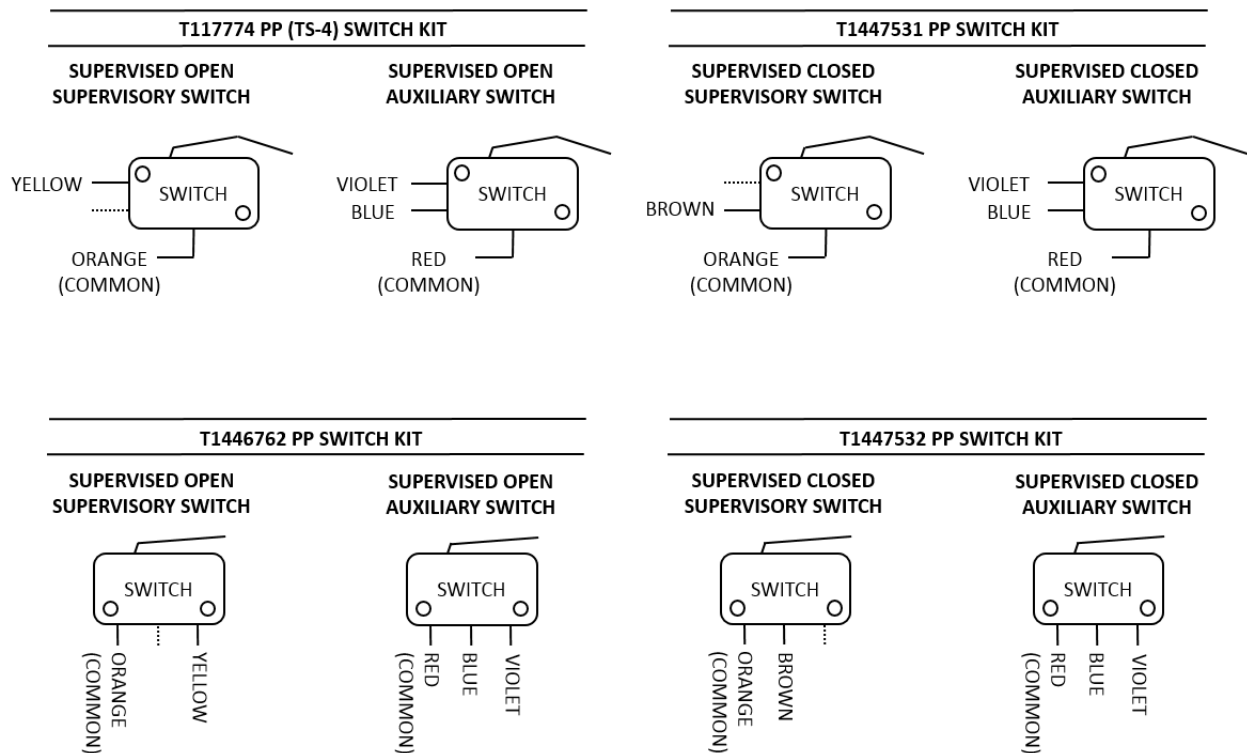 T117774 PP (TS-4) SWITCH KIT
SUPERVISED OPEN
SUPERVISORY SWITCH
YELLOW
SWITCH
ORANGE
(COMMON)
SUPERVISED OPEN
AUXILIARY SWITCH
VIOLET
BLUE
SWITCH
RED
(COMMON)
T1447531 PP SWITCH KIT
SUPERVISED CLOSED
SUPERVISORY SWITCH
BROWN
SWITCH
ORANGE
(COMMON)
SUPERVISED CLOSED
AUXILIARY SWITCH
VIOLET
BLUE
SWITCH
RED
(COMMON)
T1446762 PP SWITCH KIT
SUPERVISED OPEN
SUPERVISORY SWITCH
SWITCH
ORANGE
(COMMON)
YELLOW
SUPERVISED OPEN
AUXILIARY SWITCH
SWITCH
RED
(COMMON)
BLUE
VIOLET
T1447532 PP SWITCH KIT
SUPERVISED CLOSED
SUPERVISORY SWITCH
SWITCH
ORANGE
(COMMON)
BROWN
SUPERVISED CLOSED
AUXILIARY SWITCH
SWITCH
RED
(COMMON)
BLUE
VIOLET